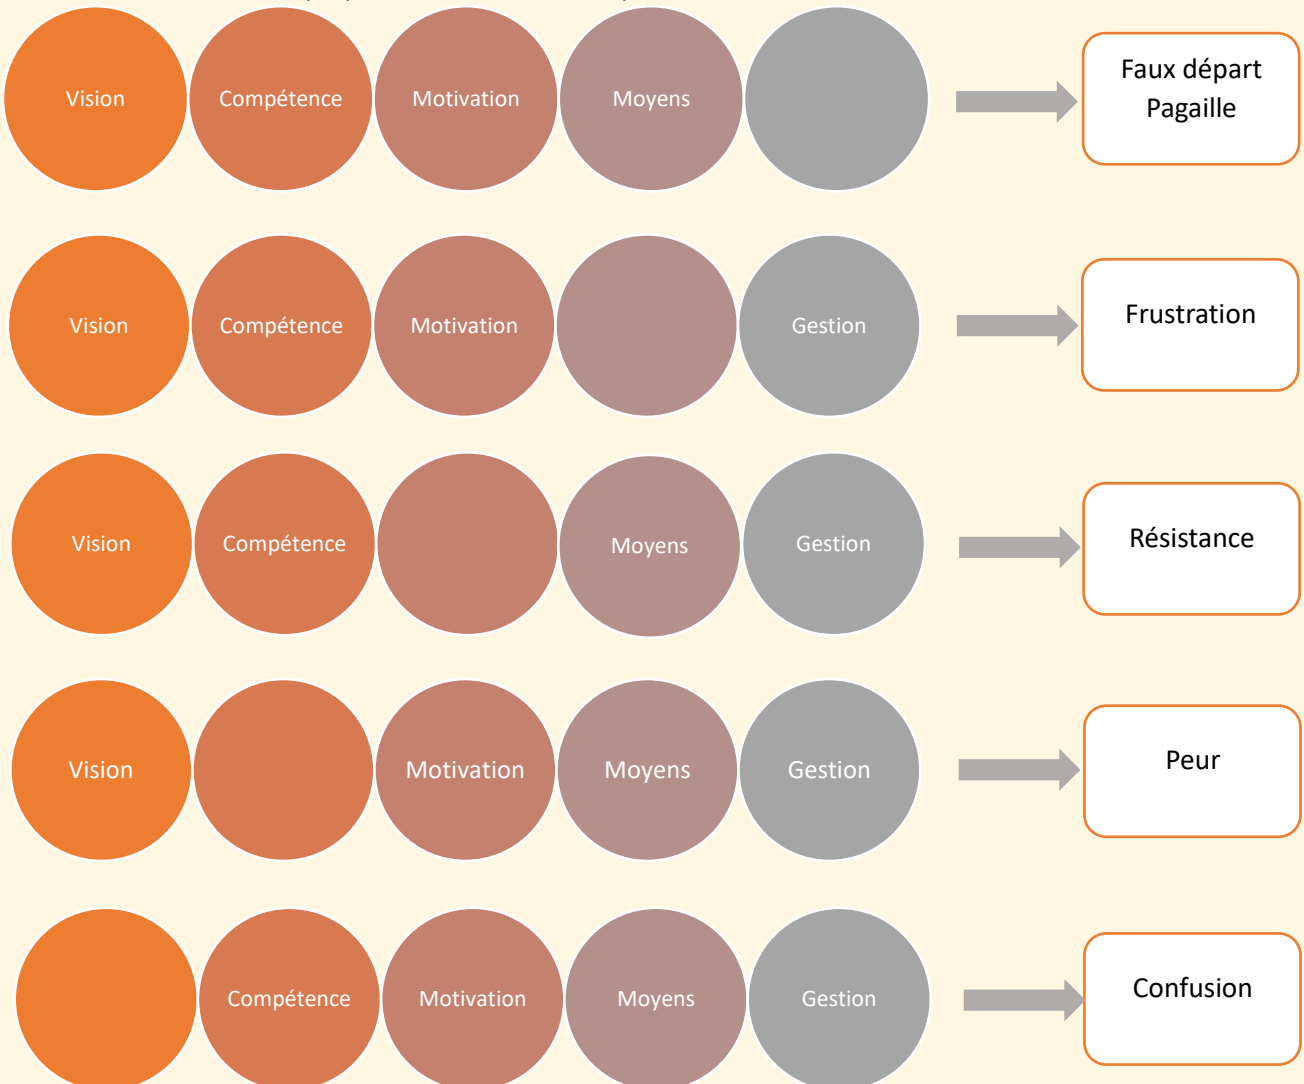 Vision Compétence Motivation Moyens
Faux départ
Pagaille
Vision Compétence Motivation Gestion
Frustration
Vision Compétence Moyens Gestion
Résistance
Vision Motivation Moyens Gestion
Peur
Compétence Motivation Moyens Gestion
Confusion